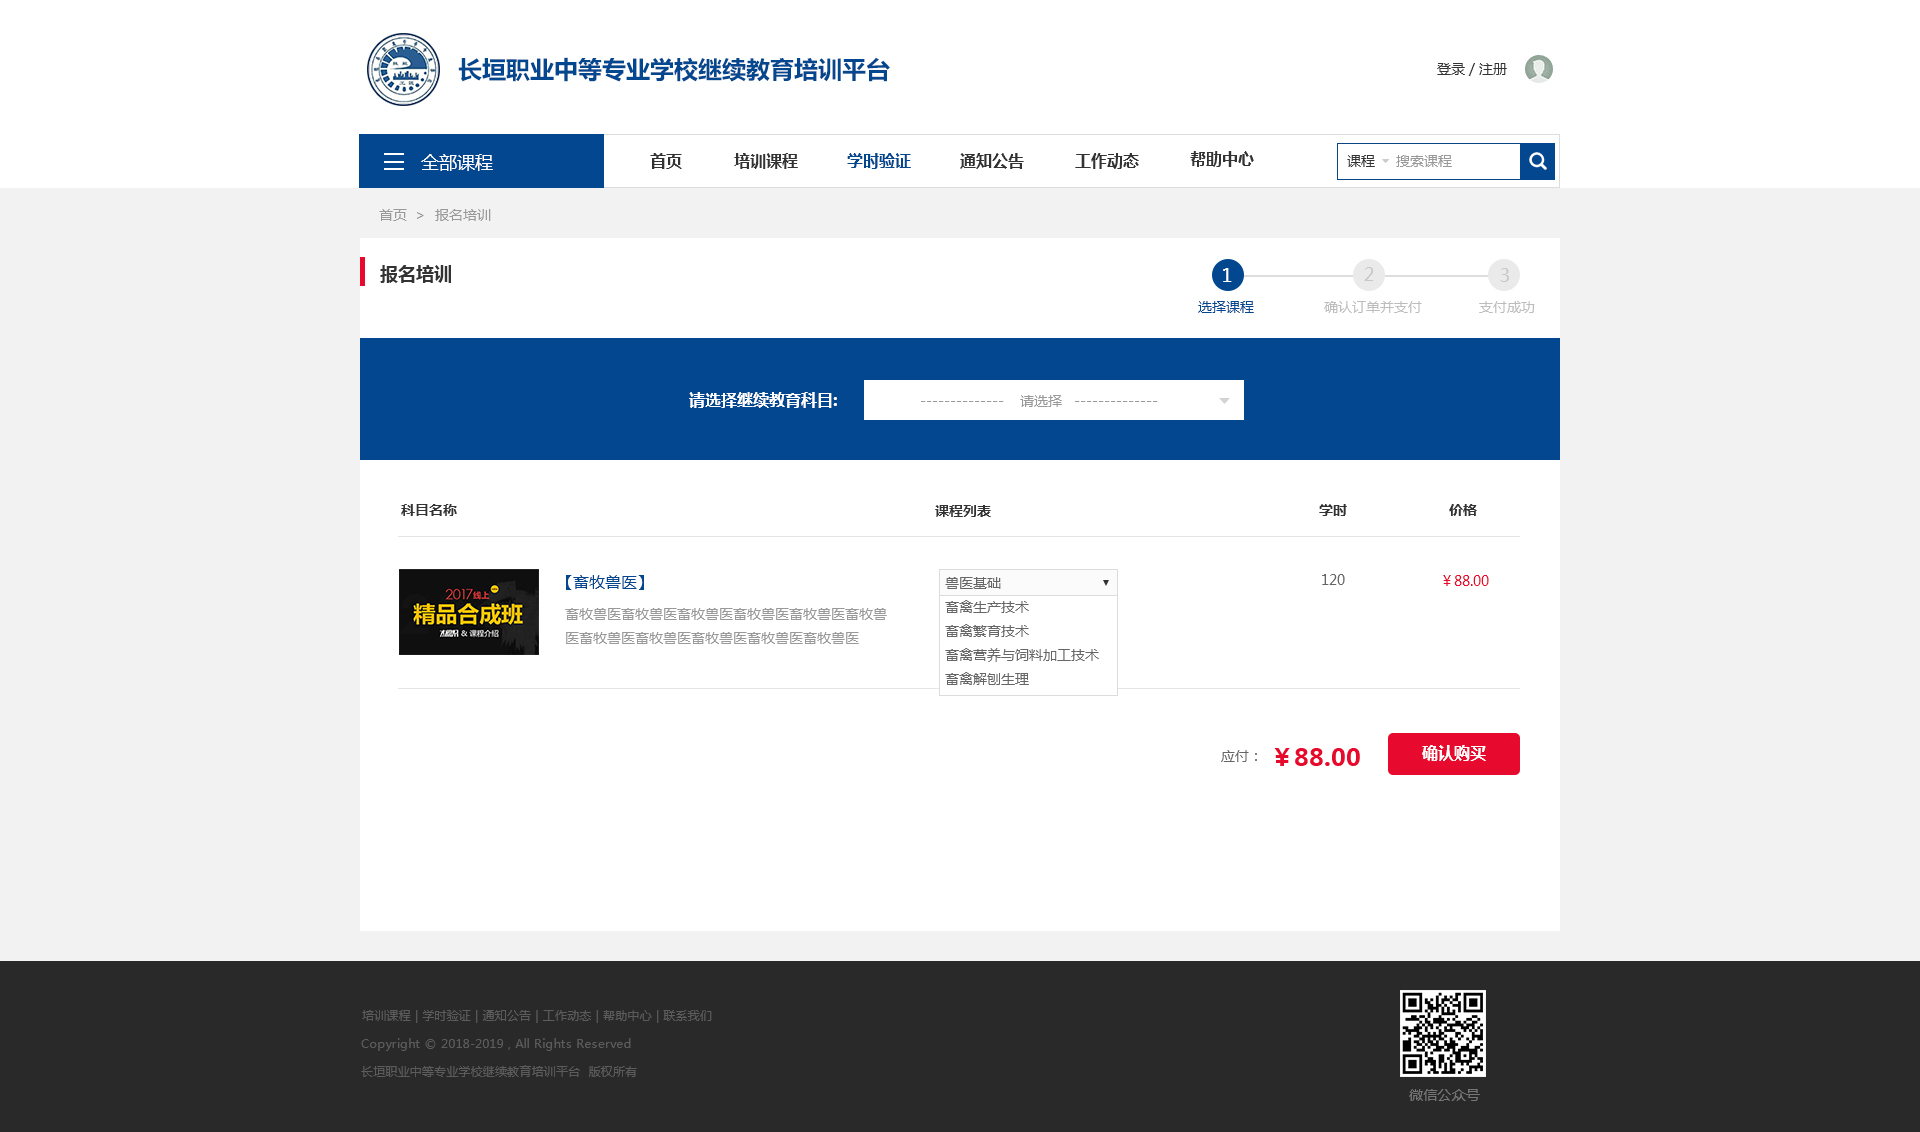 长垣职业中等专业学校继续教育培训平台
登录 / 注册
全部课程
首页
培训课程
学时验证
通知公告
工作动态
帮助中心
课程
搜索课程
首页 > 报名培训
报名培训
1
2
3
选择课程
确认订单并支付
支付成功
请选择继续教育科目:
-------------- 请选择 --------------
科目名称
课程列表
学时
价格
2017线上
精品合成班
& 课程介绍
【畜牧兽医】
畜牧兽医畜牧兽医畜牧兽医畜牧兽医畜牧兽医畜牧兽
医畜牧兽医畜牧兽医畜牧兽医畜牧兽医畜牧兽医
兽医基础
畜禽生产技术
畜禽繁育技术
畜禽营养与饲料加工技术
畜禽解刨生理
120
¥ 88.00
应付：
¥ 88.00
确认购买
培训课程 | 学时验证 | 通知公告 | 工作动态 | 帮助中心 | 联系我们
Copyright © 2018-2019 , All Rights Reserved
长垣职业中等专业学校继续教育培训平台 版权所有
微信公众号